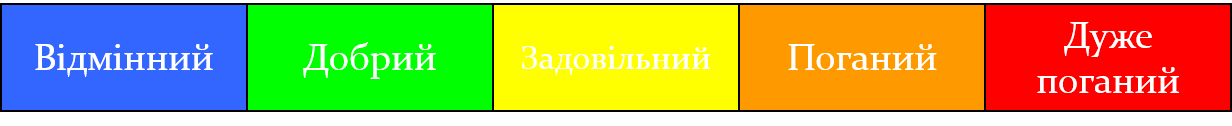 Відмінний
Добрий
Задовільний
Поганий
Дуже
поганий